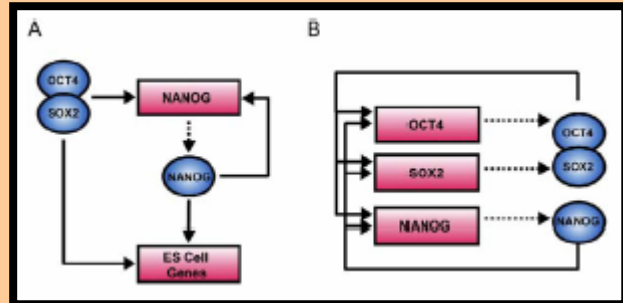 A
OCT4
SOX2
NANOG
NANOG
ES Cell
Genes
B
OCT4
SOX2
NANOG
OCT4
SOX2
NANOG